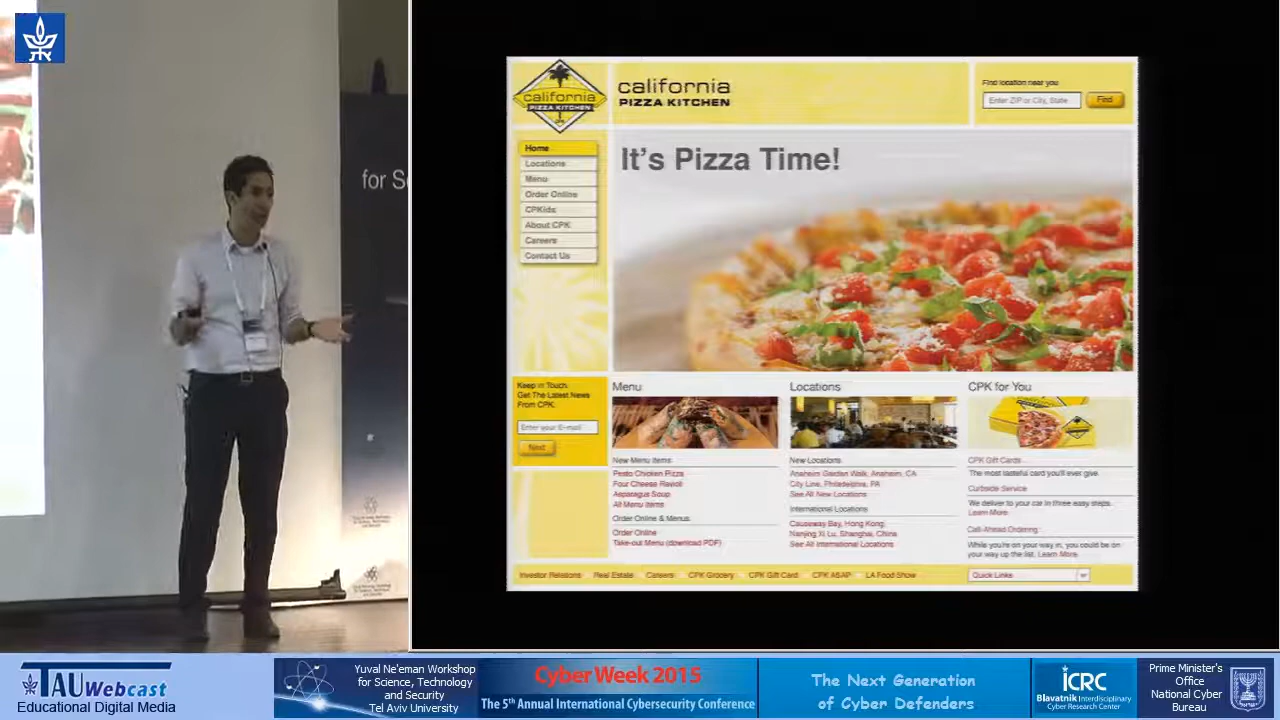 for S
california
PIZZA KITCHEN
california
PIZZA KITCHEN
Find location near you
Enter ZIP or City, State
Find
Home
Locations
Menu
Order Online
CPKids
About CPK
Careers
Contact Us
It's Pizza Time!
Keep in Touch.
Get The Latest News
From CPK.
Enter your E-mail
Next
Menu
New Menu Items:
Pesto Chicken Pizza
Four Cheese Ravioli
Asparagus Soup
All Menu Items
Order Online & Menus
Order Online
Take-out Menu (download PDF)
Locations
New Locations:
Anaheim Garden Walk, Anaheim, CA
City Line, Philadelphia, PA
See All New Locations
International Locations
Causeway Bay, Hong Kong
Nanjing Xi Lu, Shanghai, China
See All International Locations
CPK for You
CPK Gift Cards
The most tasteful card you'll ever give.
Curbside Service
We deliver to your car in three easy steps.
Learn More
Call-Ahead Ordering
While you're on your way in, you could be on
your way up the list. Learn More
Investor Relations
Real Estate
Careers
CPK Grocery
CPK Gift Card
CPK ASAP
LA Food Show
Quick Links
TAU Webcast
Educational Digital Media
Yuval Ne'eman Workshop
for Science, Technology
and Security
Tel Aviv University
Cyber Week 2015
The 5th Annual International Cybersecurity Conference
The Next Generation
of Cyber Defenders
ICRC
Blavatnik Interdisciplinary
Cyber Research Center
Prime Minister's
Office
National Cyber
Bureau